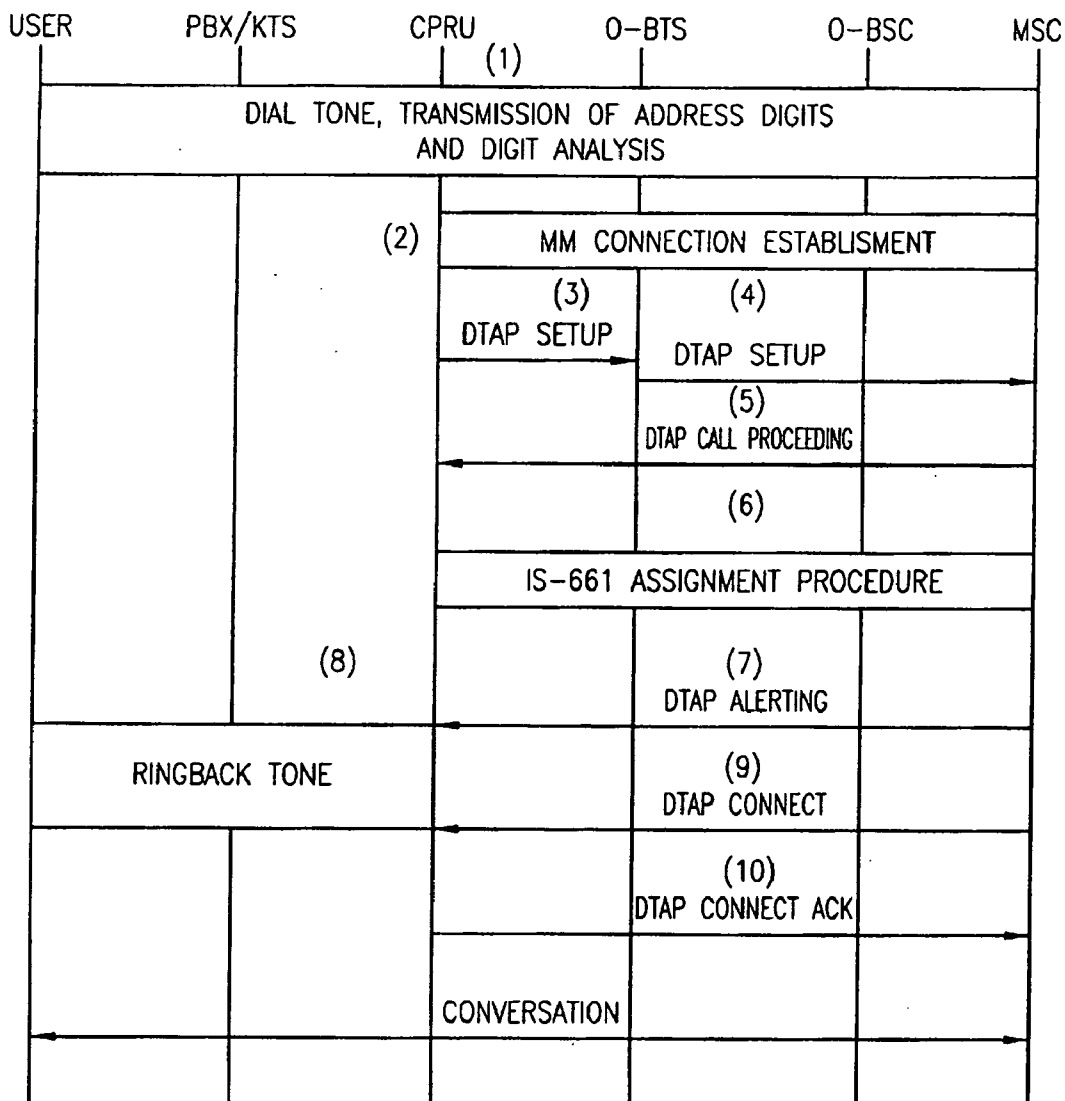 USER PBX/KTS CPRU O-BTS O-BSC MSC
(1)
DIAL TONE, TRANSMISSION OF ADDRESS DIGITS
AND DIGIT ANALYSIS
(2)
MM CONNECTION ESTABLISMENT
(3)
DTAP SETUP
(4)
DTAP SETUP
(5)
DTAP CALL PROCEEDING
(6)
IS-661 ASSIGNMENT PROCEDURE
(7)
DTAP ALERTING
(8)
RINGBACK TONE
(9)
DTAP CONNECT
(10)
DTAP CONNECT ACK
CONVERSATION